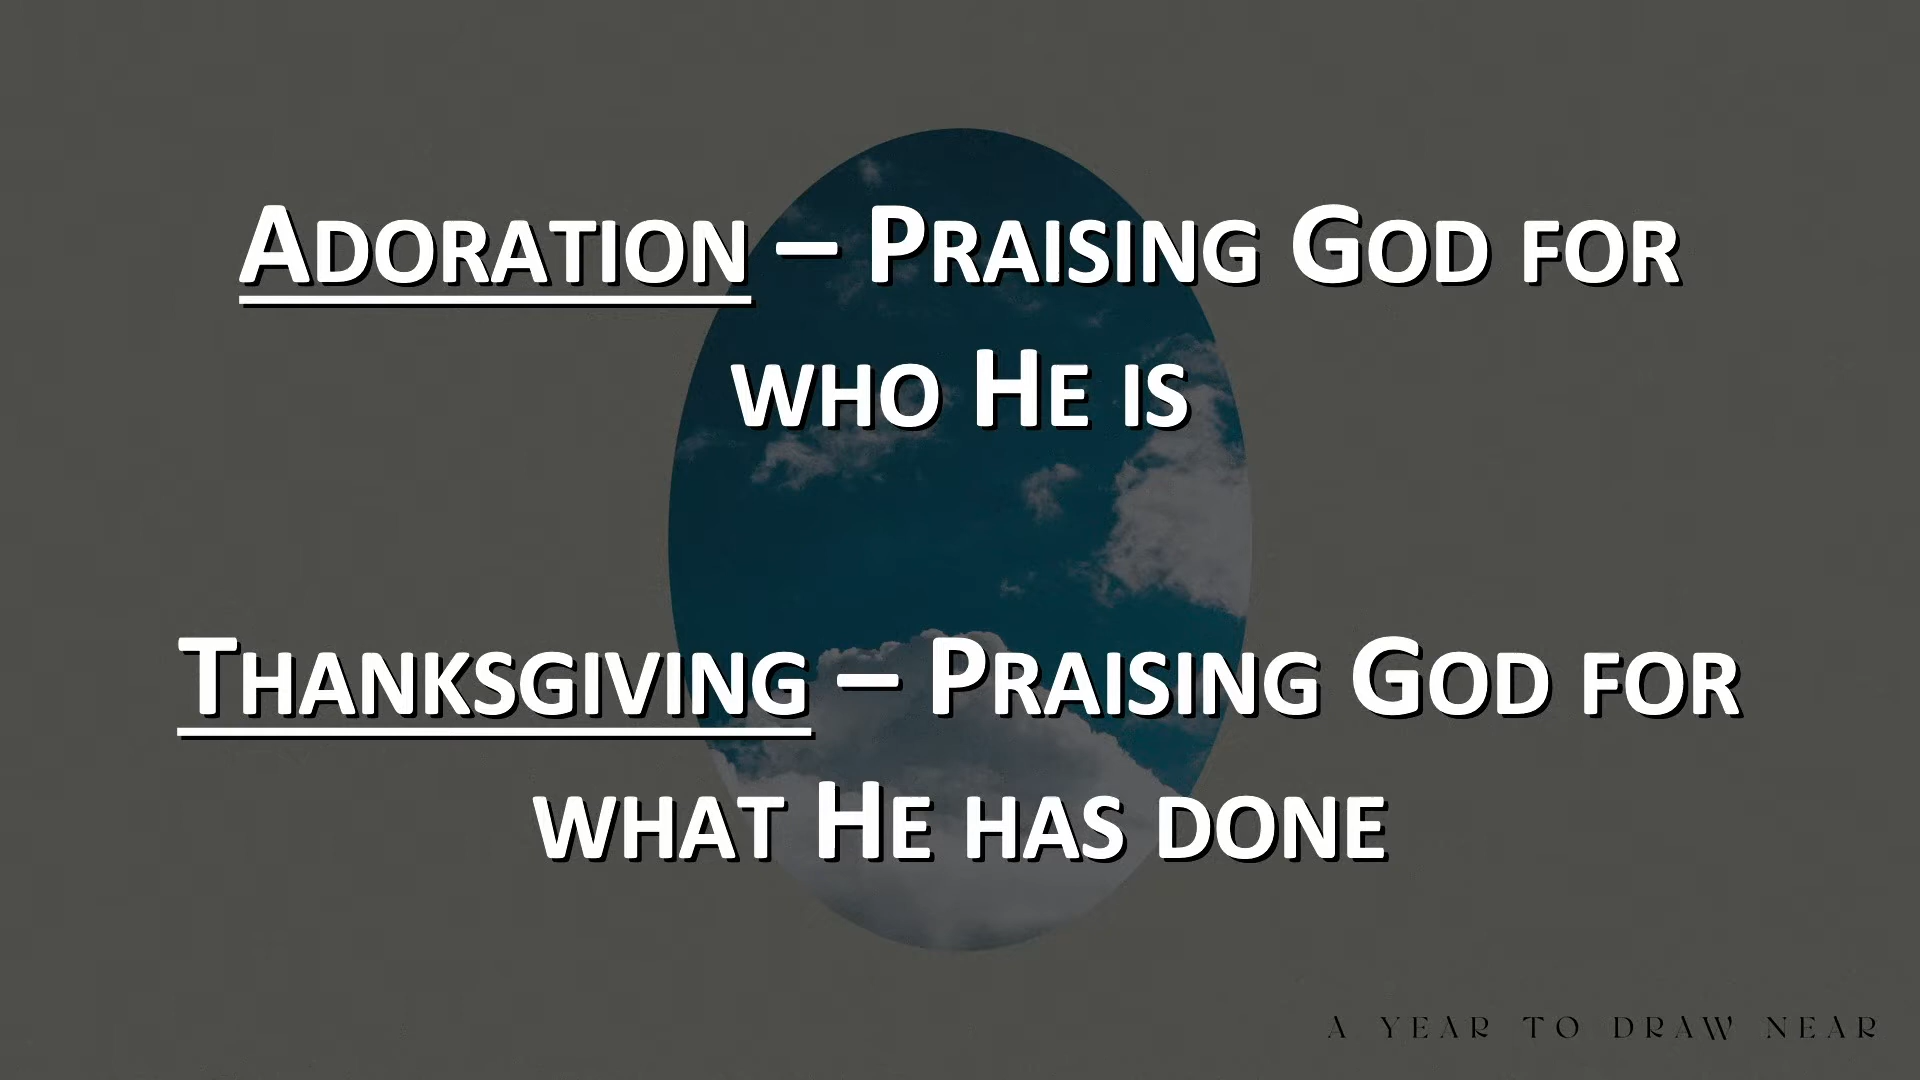 Adoration – Praising God for
who He is
Thanksgiving – Praising God for
what He has done
A YEAR TO DRAW NEAR